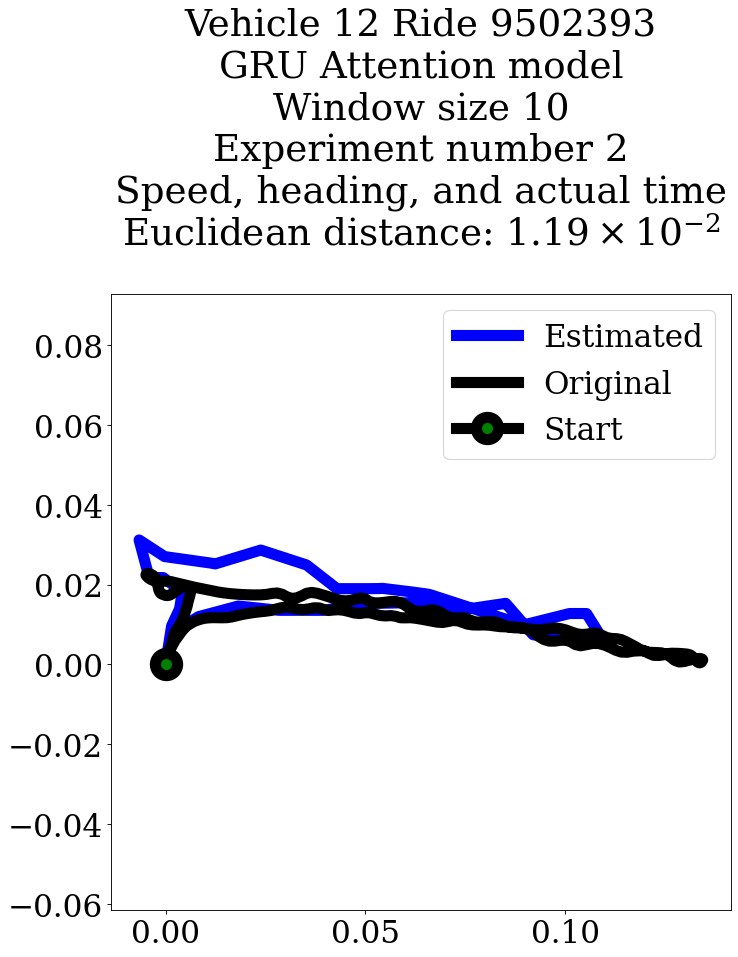 Vehicle 12 Ride 9502393
GRU Attention model
Window size 10
Experiment number 2
Speed, heading, and actual time
Euclidean distance: 1.19 × 10⁻²
Estimated
Original
Start
0.08
0.06
0.04
0.02
0.00
−0.02
−0.04
−0.06
0.00 0.05 0.10